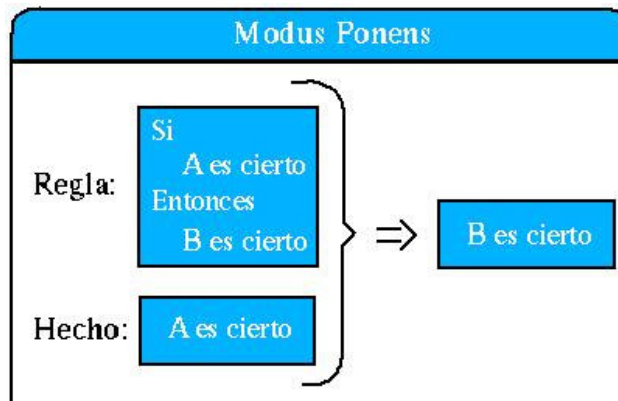 Modus Ponens
Regla:
Si
A es cierto
Entonces
B es cierto
Hecho:
A es cierto
B es cierto